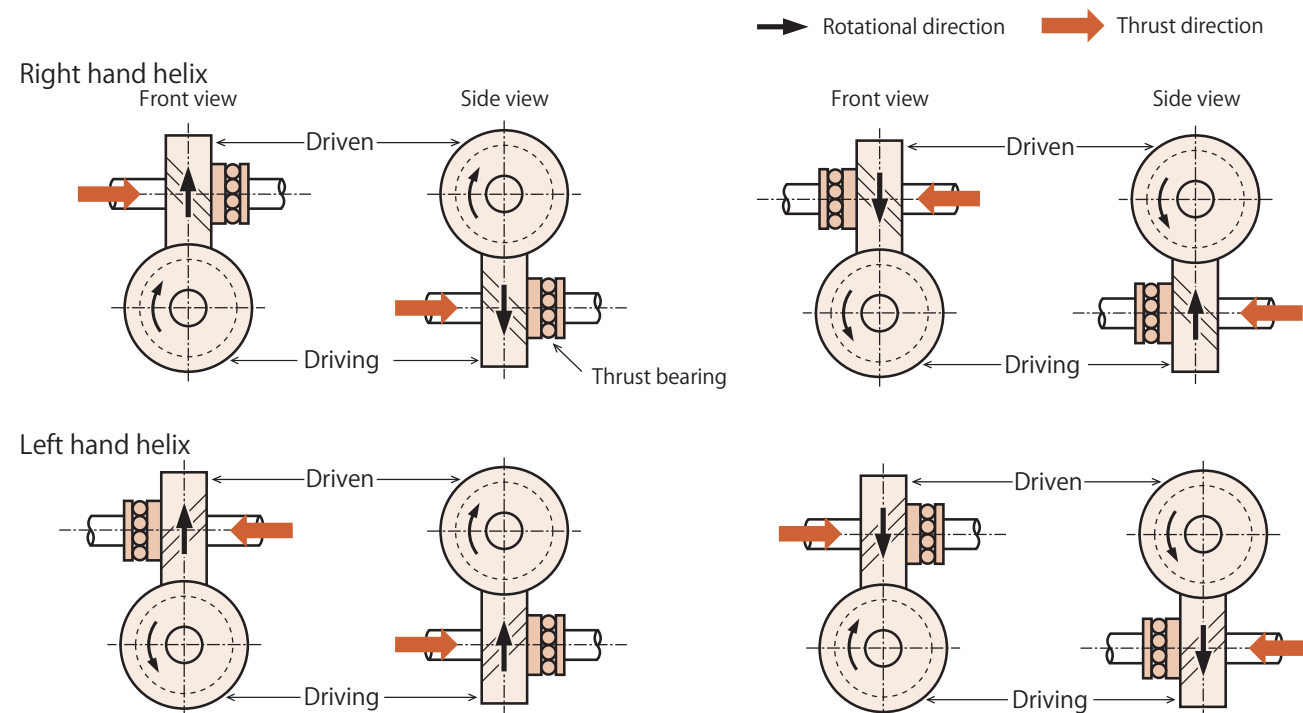 Rotational direction Thrust direction
Right hand helix
Front view Side view Front view Side view
Driven Driven
Driving Driving
Thrust bearing
Left hand helix
Driven Driven
Driving Driving